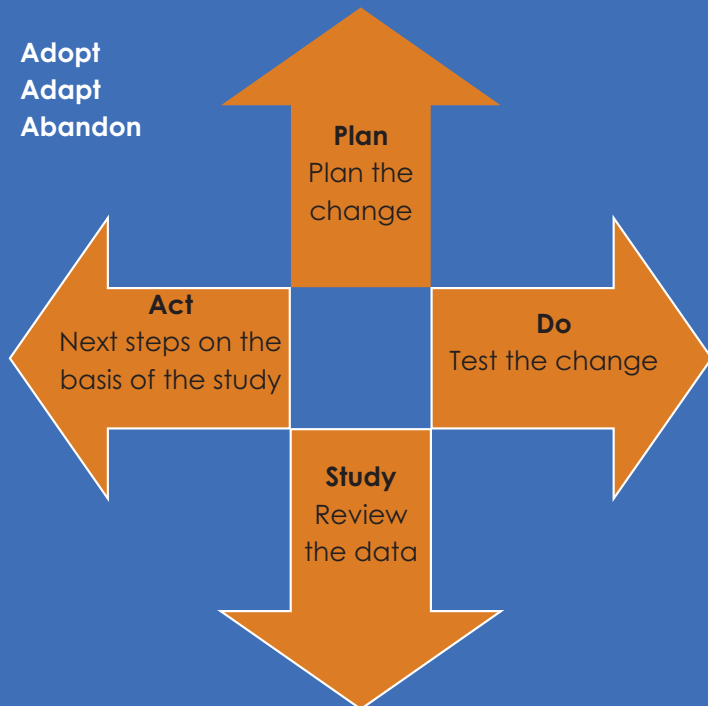 Adopt
Adapt
Abandon
Plan
Plan the
change
Act
Next steps on the
basis of the study
Do
Test the change
Study
Review
the data